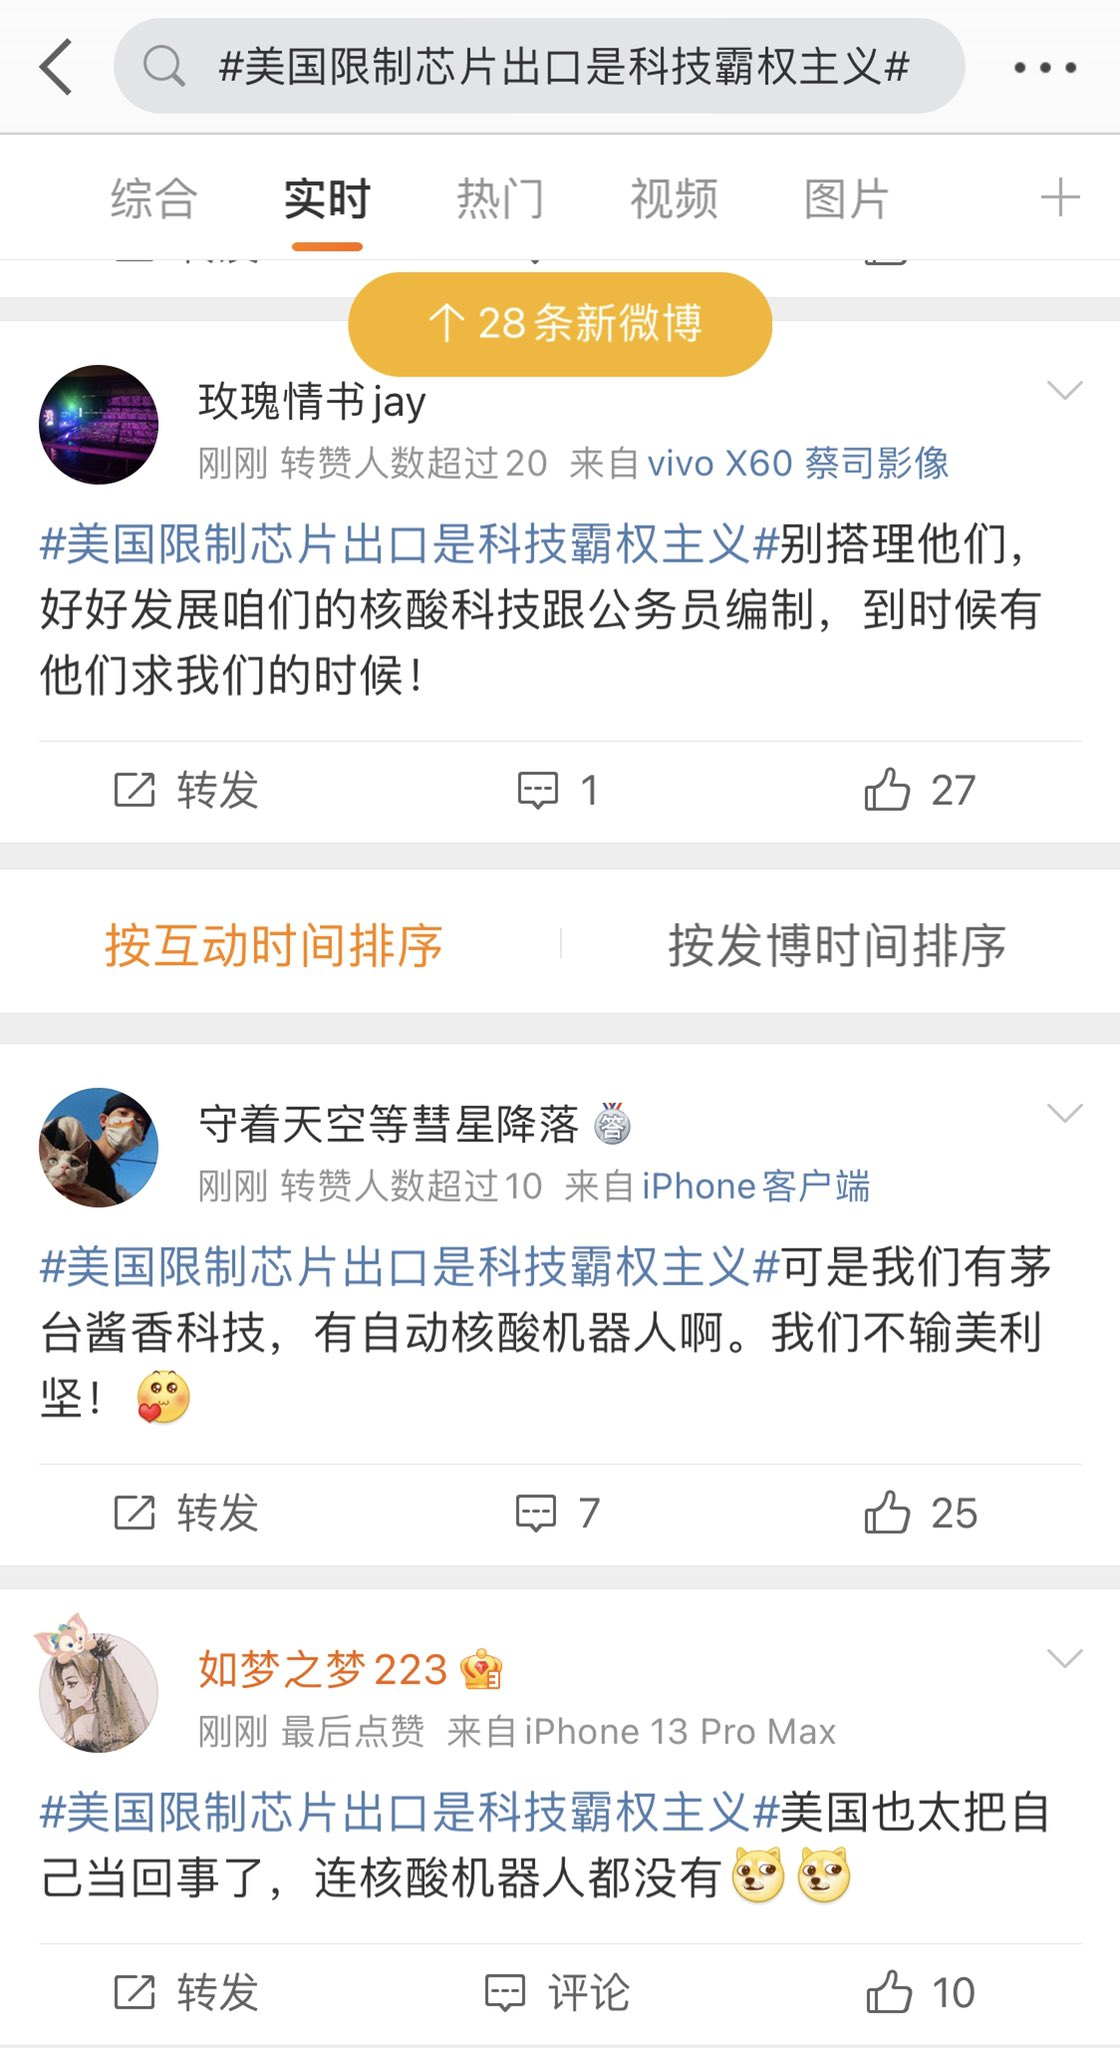 #美国限制芯片出口是科技霸权主义#
综合 实时 热门 视频 图片
28条新微博
玫瑰情书jay
刚刚 转赞人数超过20 来自vivo X60 蔡司影像
#美国限制芯片出口是科技霸权主义#别搭理他们，
好好发展咱们的核酸科技跟公务员编制，到时候有
他们求我们的时候！
转发 1 27
按互动时间排序 按发博时间排序
守着天空等彗星降落 答
刚刚 转赞人数超过10 来自iPhone客户端
#美国限制芯片出口是科技霸权主义#可是我们有茅
台酱香科技，有自动核酸机器人啊。我们不输美利
坚！
转发 7 25
如梦之梦223
刚刚 最后点赞 来自iPhone 13 Pro Max
#美国限制芯片出口是科技霸权主义#美国也太把自
己当回事了，连核酸机器人都没有
转发 评论 10